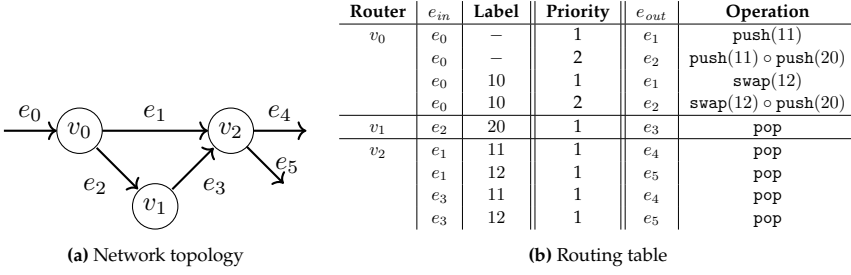 e0 v0 e1 v2 e4
e5
e2 v1 e3
(a) Network topology
Router e_in Label Priority e_out Operation
v0 e0 − 1 e1 push(11)
e0 − 2 e2 push(11) ∘ push(20)
e0 10 1 e1 swap(12)
e0 10 2 e2 swap(12) ∘ push(20)
v1 e2 20 1 e3 pop
v2 e1 11 1 e4 pop
e1 12 1 e5 pop
e3 11 1 e4 pop
e3 12 1 e5 pop
(b) Routing table